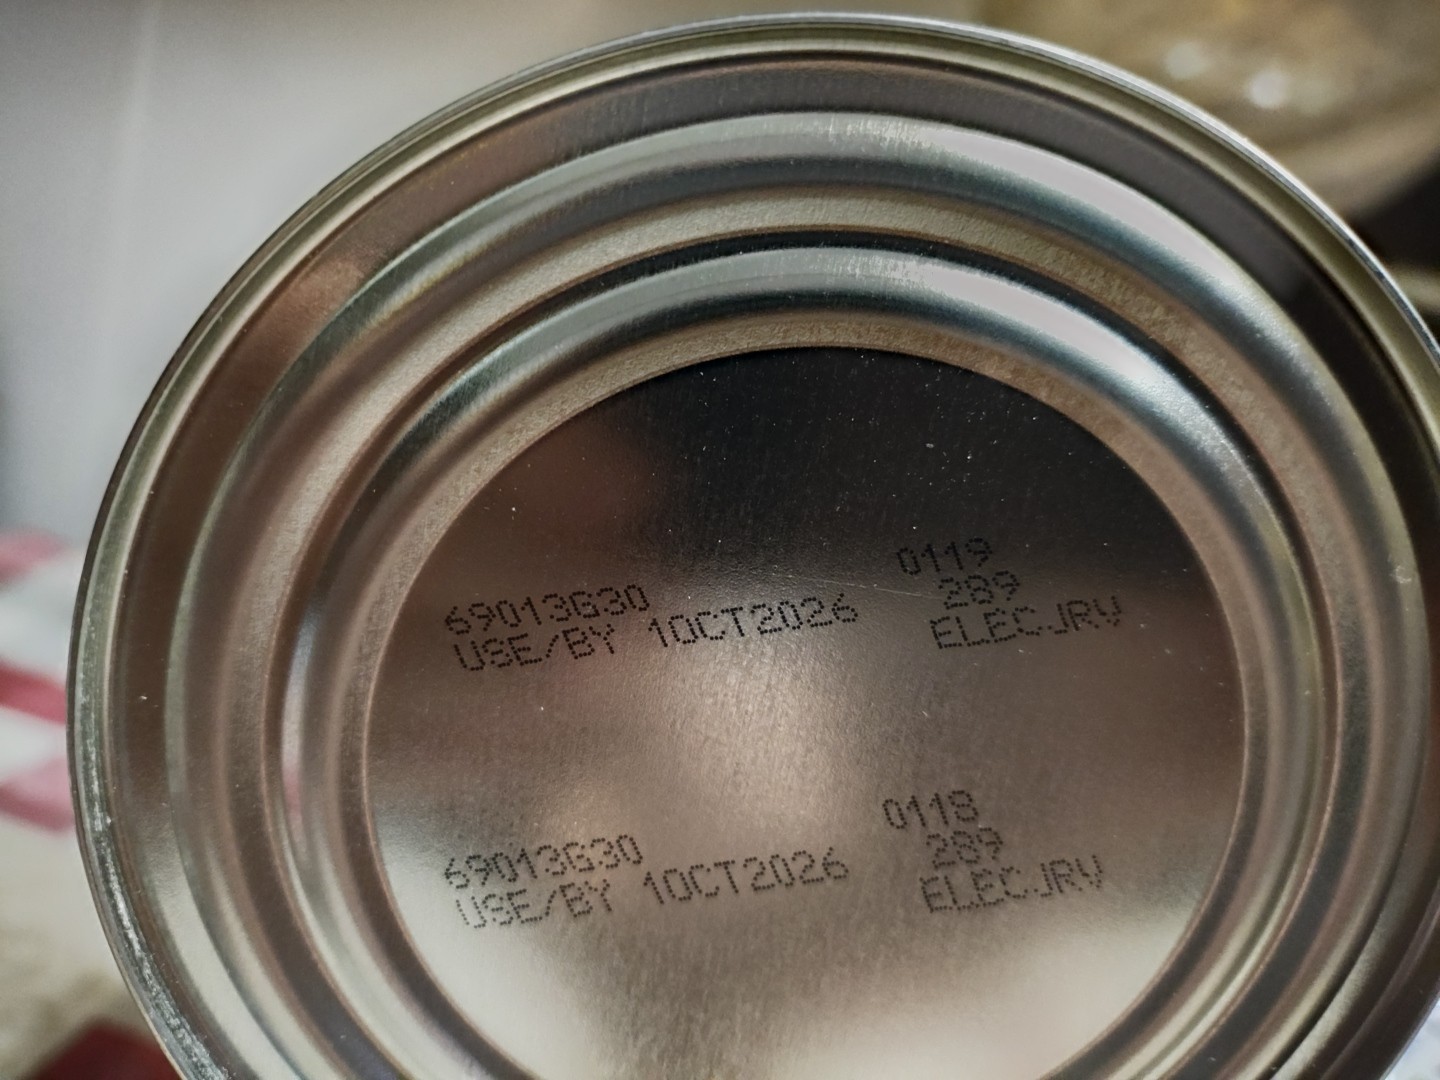 0119
69013G30 289
USE/BY 1OCT2026 ELECJRV
0118
69013G30 289
USE/BY 1OCT2026 ELECJRV